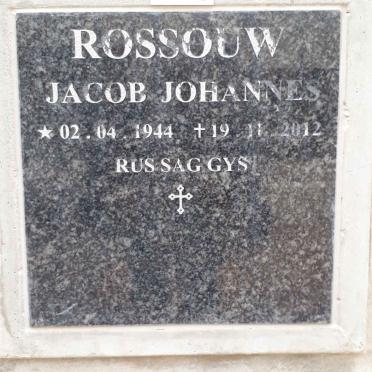 ROSSOUW
JACOB JOHANNES
★ 02.04 1944 ✝ 19.11.2012
RUS SAG GYS